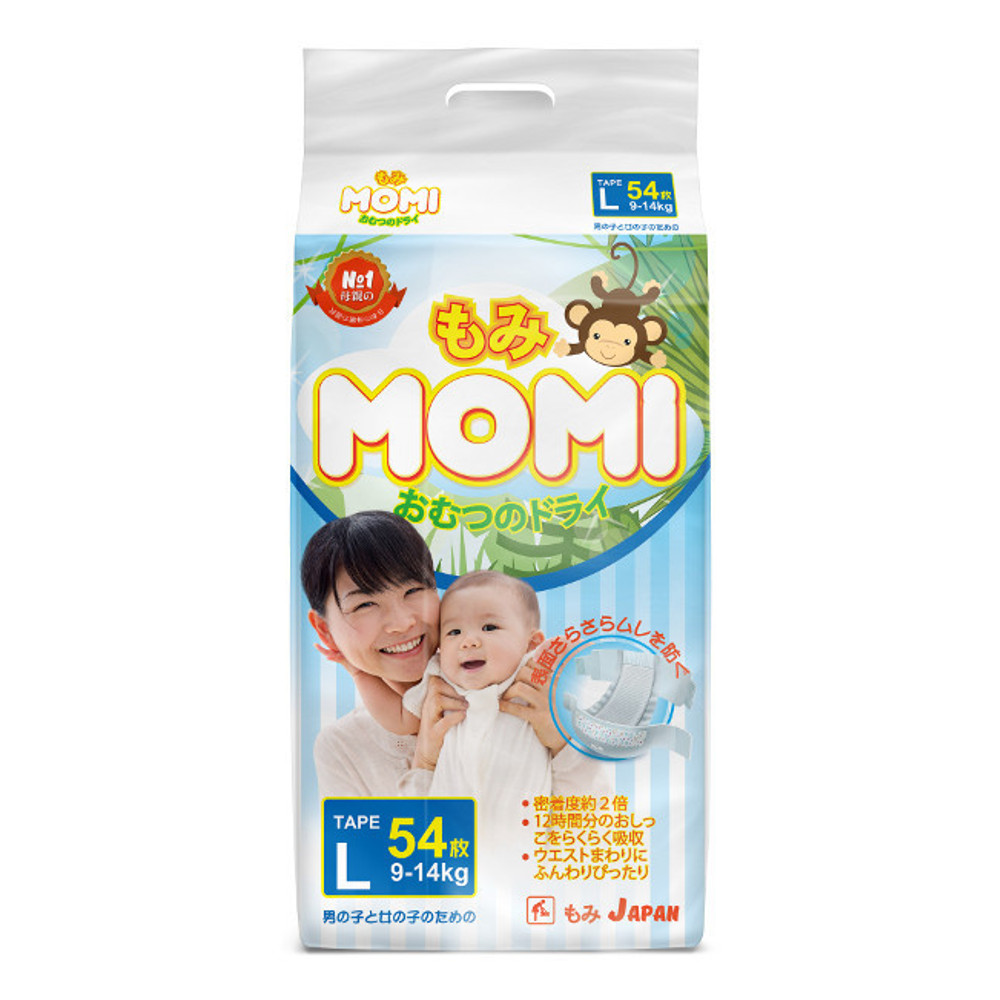 もみ
MOMI
おむつのドライ
TAPE
L
54枚
9-14kg
男の子と女の子のための
№1
母親の
もみ
MOMI
おむつのドライ
表面さらさらムレを防ぐ
TAPE
L
54枚
9-14kg
男の子と女の子のための
• 密着度約2倍
• 12時間分のおしっ
こをらくらく吸収
• ウエストまわりに
ふんわりぴったり
もみ JAPAN